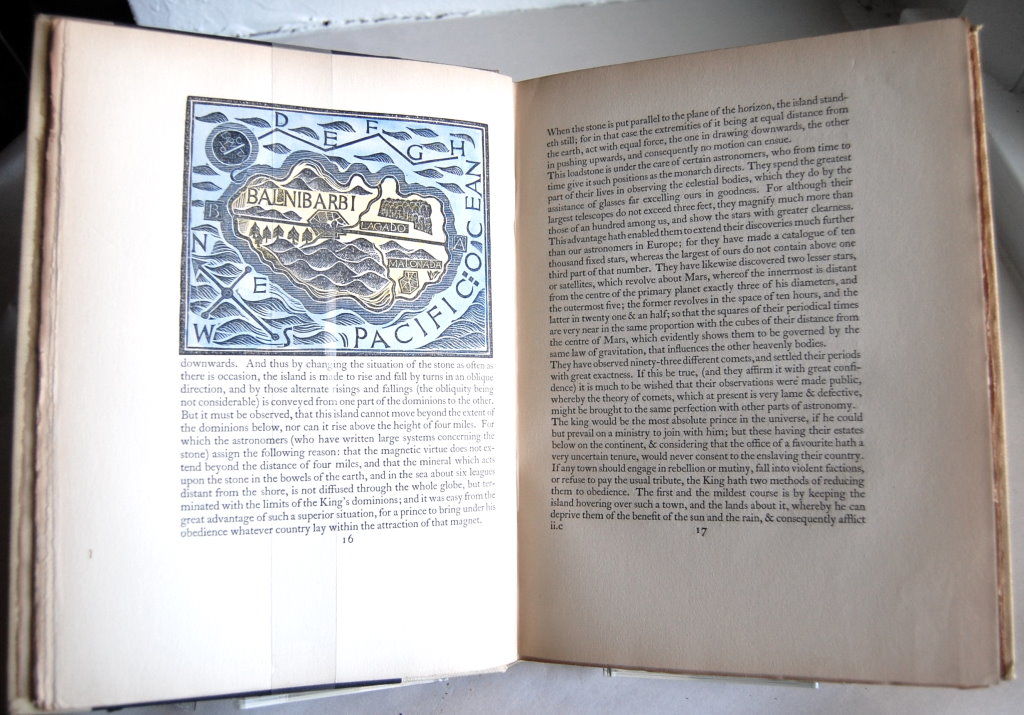 D E F G H
BALNIBARBI
B
LAGADO
A
MALONADA
N
E
W S
PACIFIC OCEAN
downwards. And thus by changing the situation of the stone as often as
there is occasion, the island is made to rise and fall by turns in an oblique
direction, and by those alternate risings and fallings (the obliquity being
not considerable) is conveyed from one part of the dominions to the other.
But it must be observed, that this island cannot move beyond the extent of
the dominions below, nor can it rise above the height of four miles. For
which the astronomers (who have written large systems concerning the
stone) assign the following reason: that the magnetic virtue does not ex-
tend beyond the distance of four miles, and that the mineral which acts
upon the stone in the bowels of the earth, and in the sea about six leagues
distant from the shore, is not diffused through the whole globe, but ter-
minated with the limits of the King's dominions; and it was easy from the
great advantage of such a superior situation, for a prince to bring under his
obedience whatever country lay within the attraction of that magnet.
16
When the stone is put parallel to the plane of the horizon, the island stand-
eth still; for in that case the extremities of it being at equal distance from
the earth, act with equal force, the one in drawing downwards, the other
in pushing upwards, and consequently no motion can ensue.
This loadstone is under the care of certain astronomers, who from time to
time give it such positions as the monarch directs. They spend the greatest
part of their lives in observing the celestial bodies, which they do by the
assistance of glasses far excelling ours in goodness. For although their
largest telescopes do not exceed three feet, they magnify much more than
those of an hundred among us, and show the stars with greater clearness.
This advantage hath enabled them to extend their discoveries much further
than our astronomers in Europe; for they have made a catalogue of ten
thousand fixed stars, whereas the largest of ours do not contain above one
third part of that number. They have likewise discovered two lesser stars,
or satellites, which revolve about Mars, whereof the innermost is distant
from the centre of the primary planet exactly three of his diameters, and
the outermost five; the former revolves in the space of ten hours, and the
latter in twenty one & an half; so that the squares of their periodical times
are very near in the same proportion with the cubes of their distance from
the centre of Mars, which evidently shows them to be governed by the
same law of gravitation, that influences the other heavenly bodies.
They have observed ninety-three different comets, and settled their periods
with great exactness. If this be true, (and they affirm it with great confi-
dence) it is much to be wished that their observations were made public,
whereby the theory of comets, which at present is very lame & defective,
might be brought to the same perfection with other parts of astronomy.
The king would be the most absolute prince in the universe, if he could
but prevail on a ministry to join with him; but these having their estates
below on the continent, & considering that the office of a favourite hath a
very uncertain tenure, would never consent to the enslaving their country.
If any town should engage in rebellion or mutiny, fall into violent factions,
or refuse to pay the usual tribute, the King hath two methods of reducing
them to obedience. The first and the mildest course is by keeping the
island hovering over such a town, and the lands about it, whereby he can
deprive them of the benefit of the sun and the rain, & consequently afflict
ii.c
17